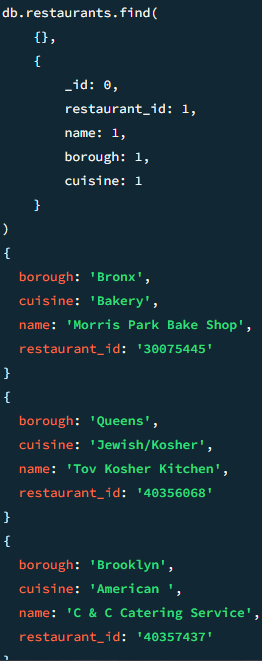 db.restaurants.find(
{},
{
_id: 0,
restaurant_id: 1,
name: 1,
borough: 1,
cuisine: 1
}
)
{
borough: 'Bronx',
cuisine: 'Bakery',
name: 'Morris Park Bake Shop',
restaurant_id: '30075445'
}
{
borough: 'Queens',
cuisine: 'Jewish/Kosher',
name: 'Tov Kosher Kitchen',
restaurant_id: '40356068'
}
{
borough: 'Brooklyn',
cuisine: 'American ',
name: 'C & C Catering Service',
restaurant_id: '40357437'
}